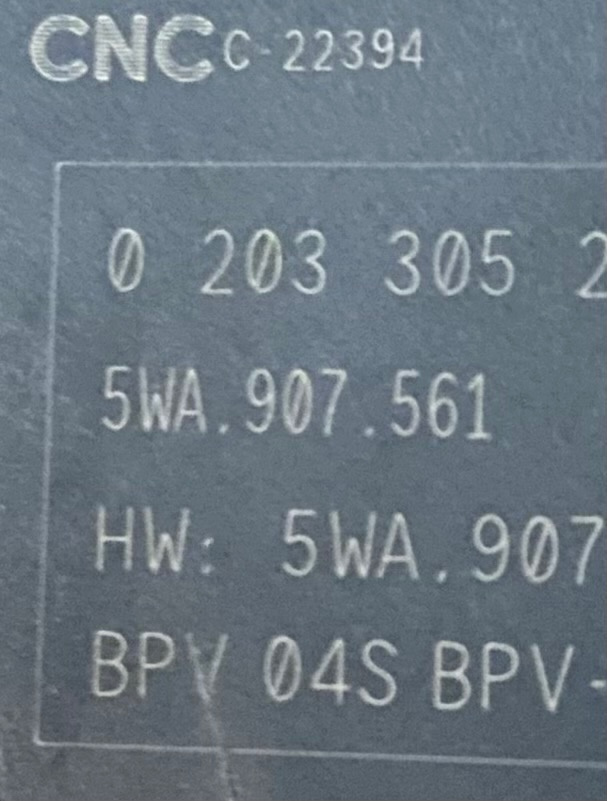 CNC C-22394
0 203 305 2
5WA.907.561
HW: 5WA.907
BPV 04S BPV-